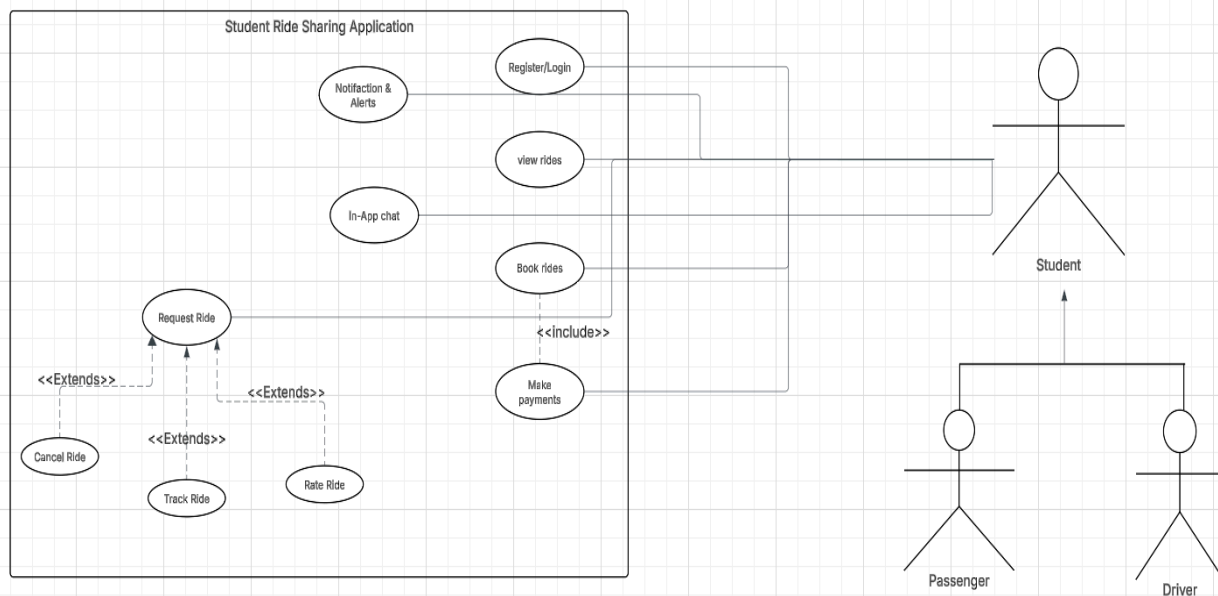 Student Ride Sharing Application
Register/Login
Notifaction &
Alerts
view rides
In-App chat
Book rides
Student
Request Ride
<<include>>
<<Extends>>
<<Extends>>
Make
payments
<<Extends>>
Cancel Ride
Track Ride
Rate Ride
Passenger
Driver